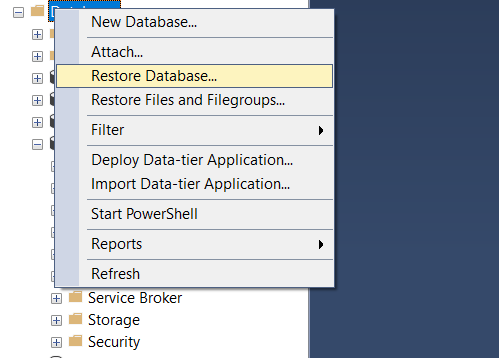 New Database...
Attach...
Restore Database...
Restore Files and Filegroups...
Filter
Deploy Data-tier Application...
Import Data-tier Application...
Start PowerShell
Reports
Refresh
Service Broker
Storage
Security